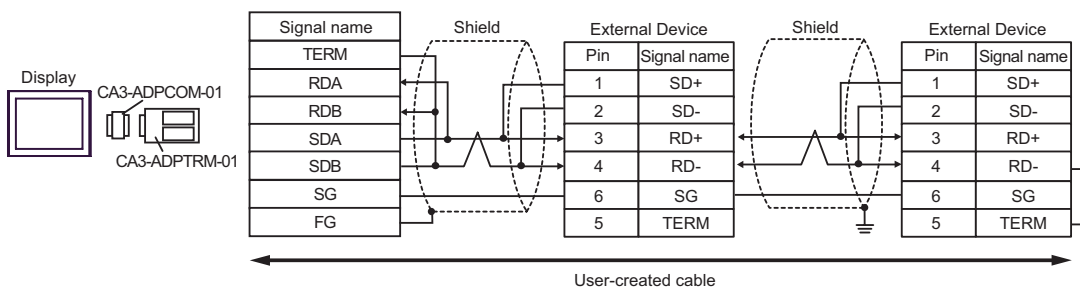 Display
CA3-ADPCOM-01
CA3-ADPTRM-01
Signal name
TERM
RDA
RDB
SDA
SDB
SG
FG
Shield
External Device
Pin Signal name
1 SD+
2 SD-
3 RD+
4 RD-
6 SG
5 TERM
Shield
External Device
Pin Signal name
1 SD+
2 SD-
3 RD+
4 RD-
6 SG
5 TERM
User-created cable